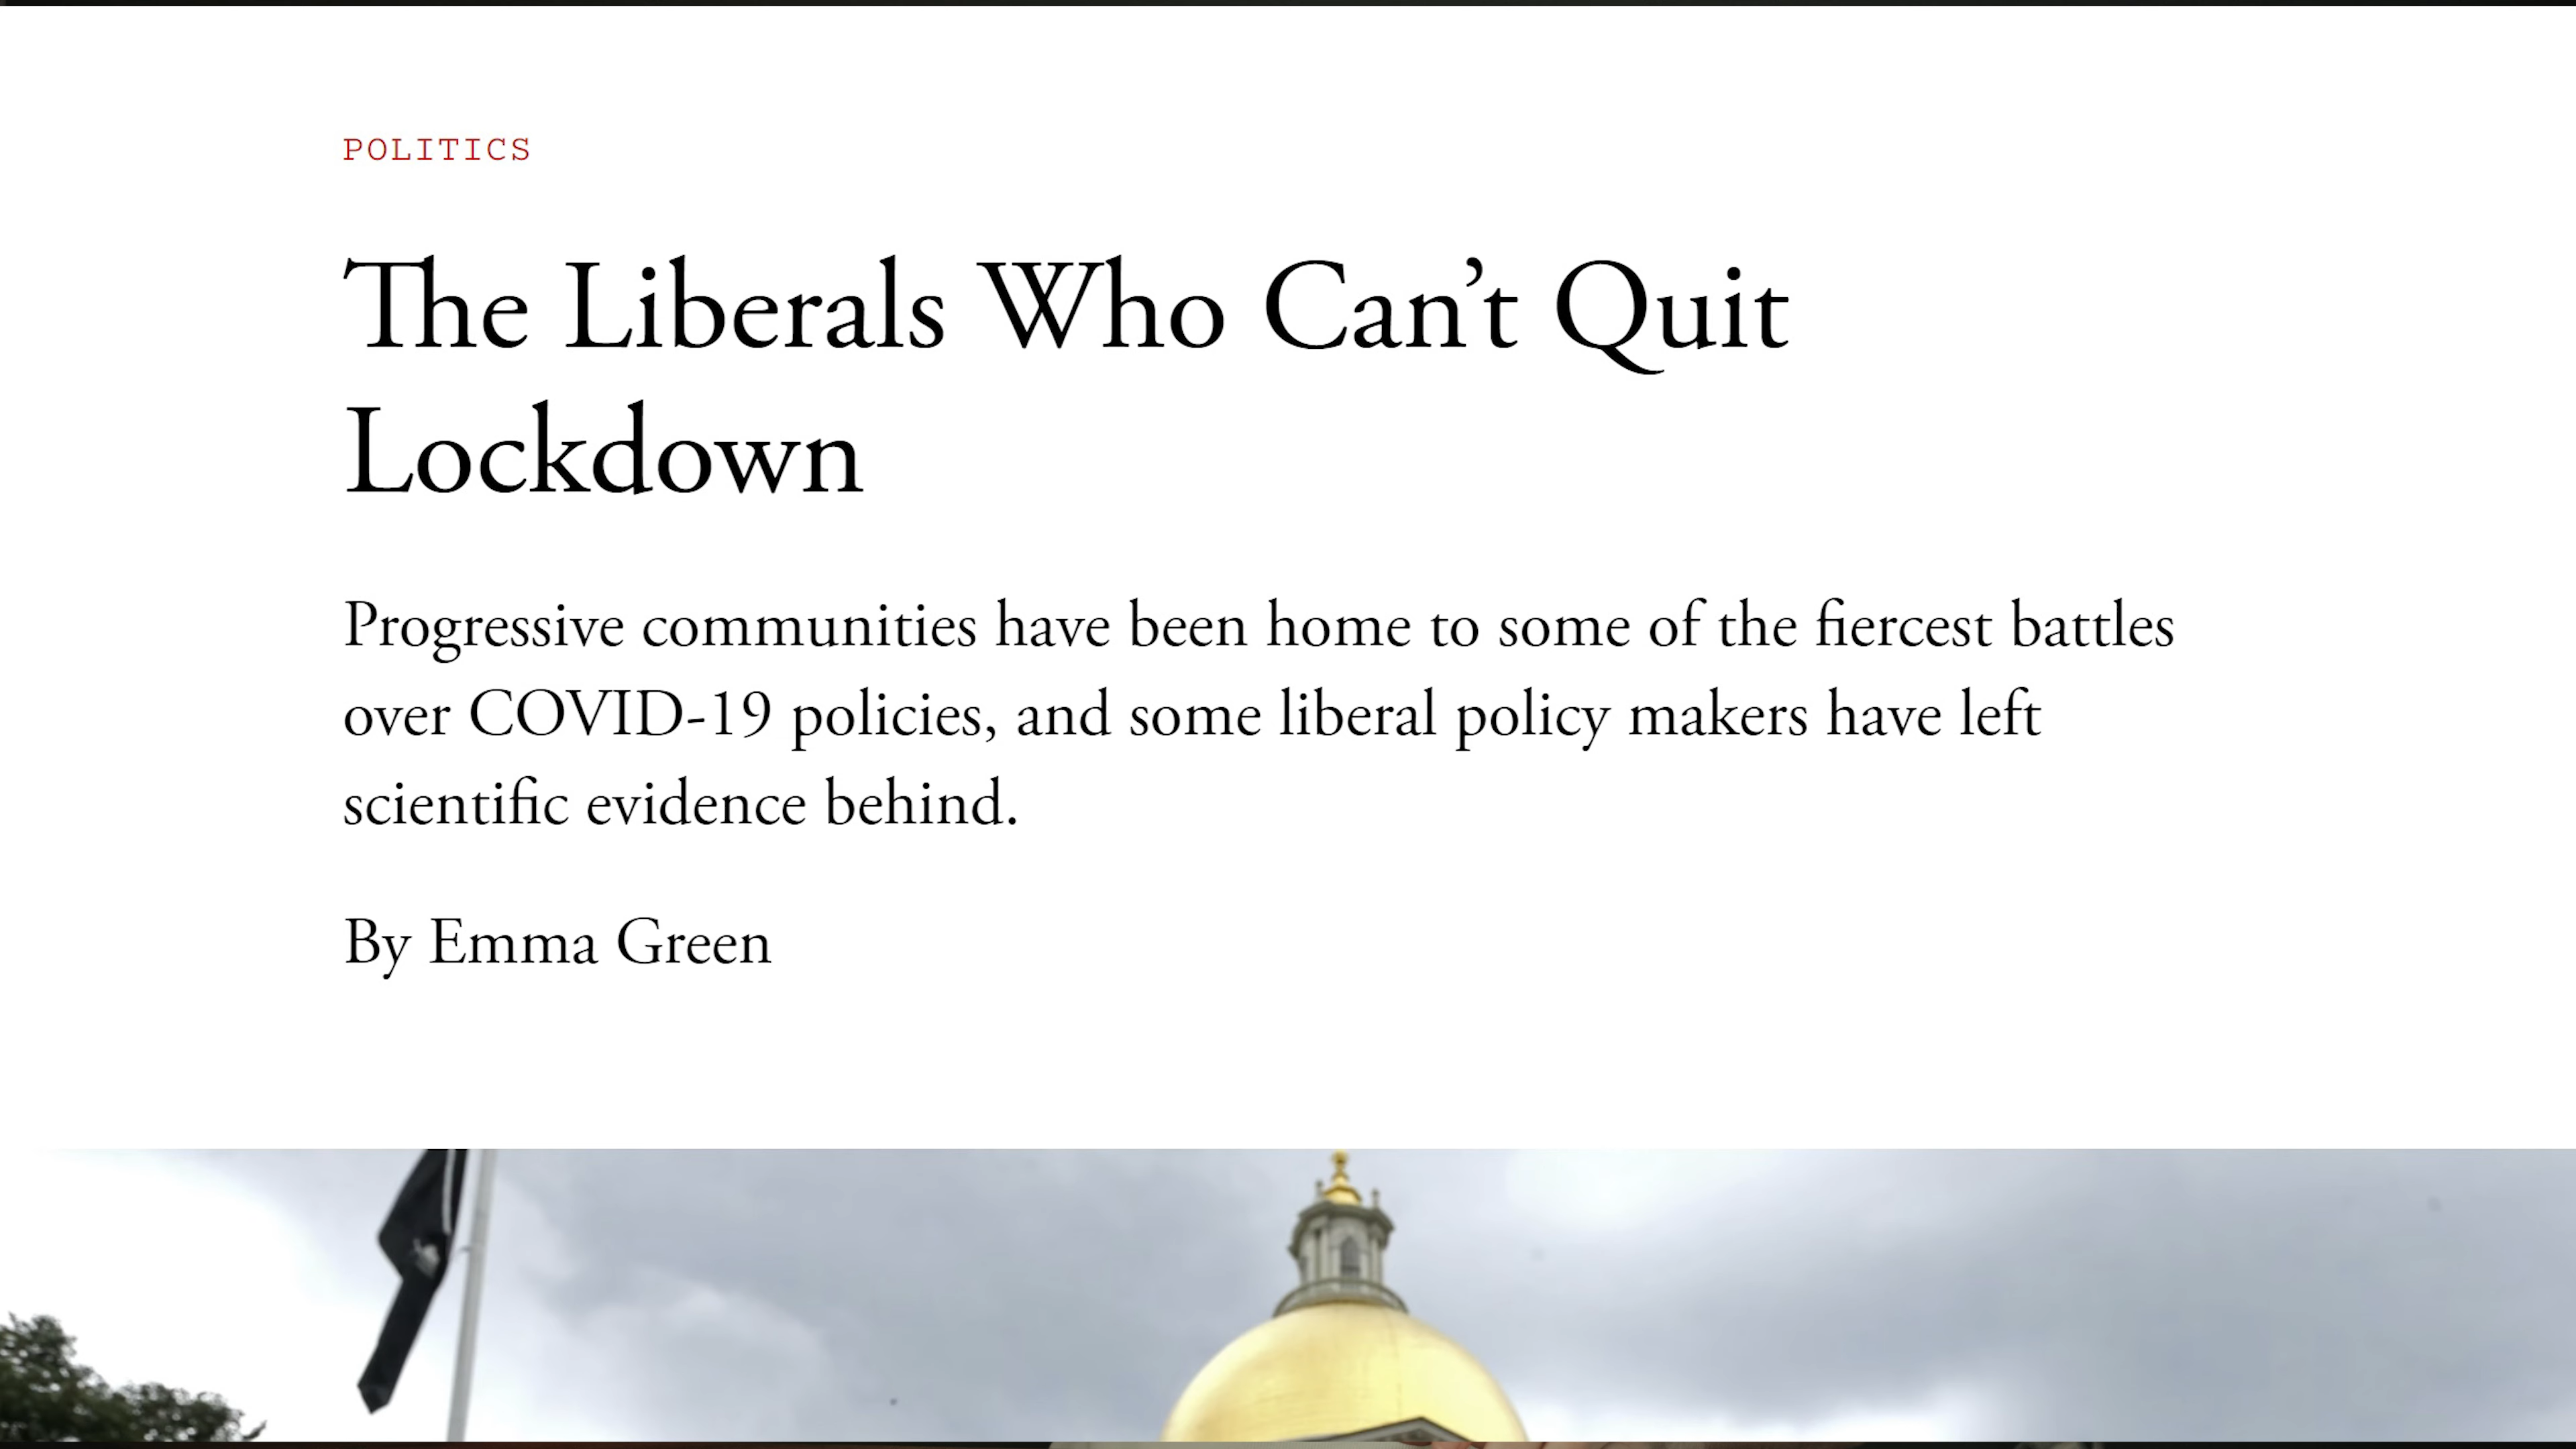 POLITICS
The Liberals Who Can’t Quit
Lockdown
Progressive communities have been home to some of the fiercest battles
over COVID-19 policies, and some liberal policy makers have left
scientific evidence behind.
By Emma Green